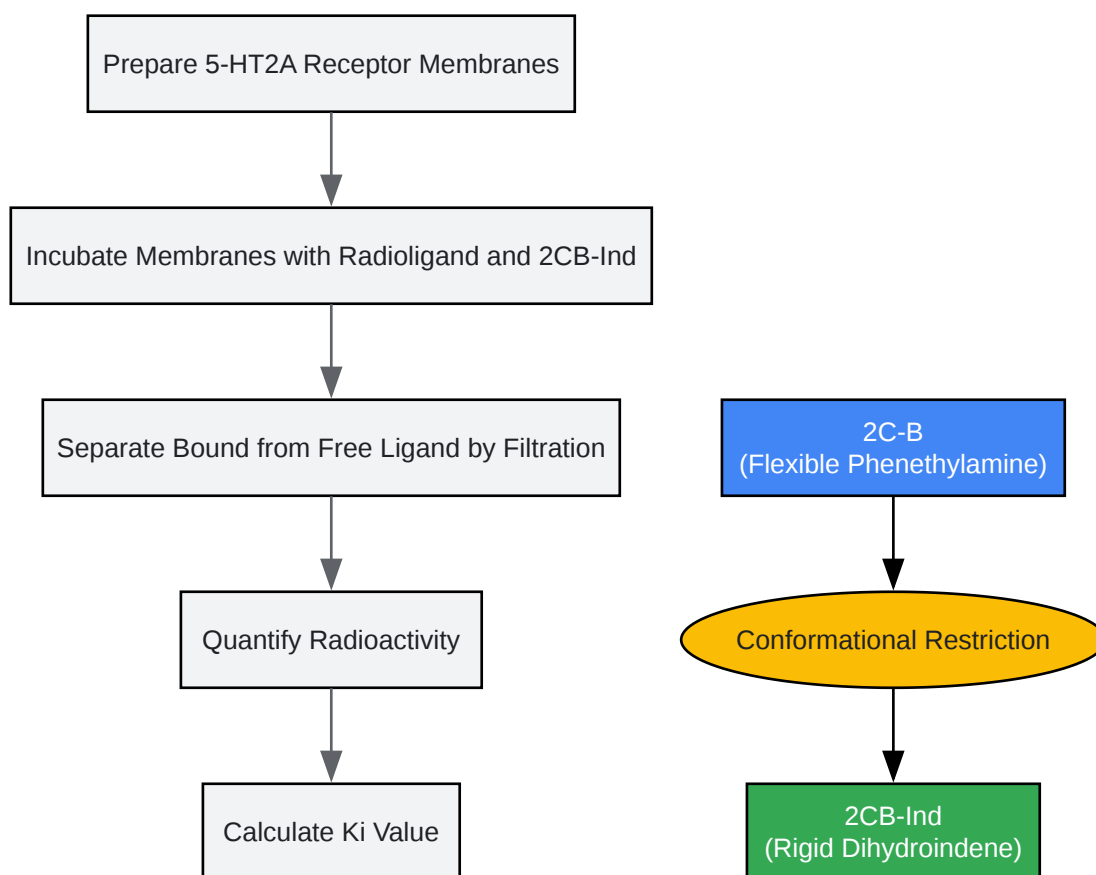 Prepare 5-HT2A Receptor Membranes
Incubate Membranes with Radioligand and 2CB-Ind
Separate Bound from Free Ligand by Filtration
Quantify Radioactivity
Calculate Ki Value
2C-B
(Flexible Phenethylamine)
Conformational Restriction
2CB-Ind
(Rigid Dihydroindene)